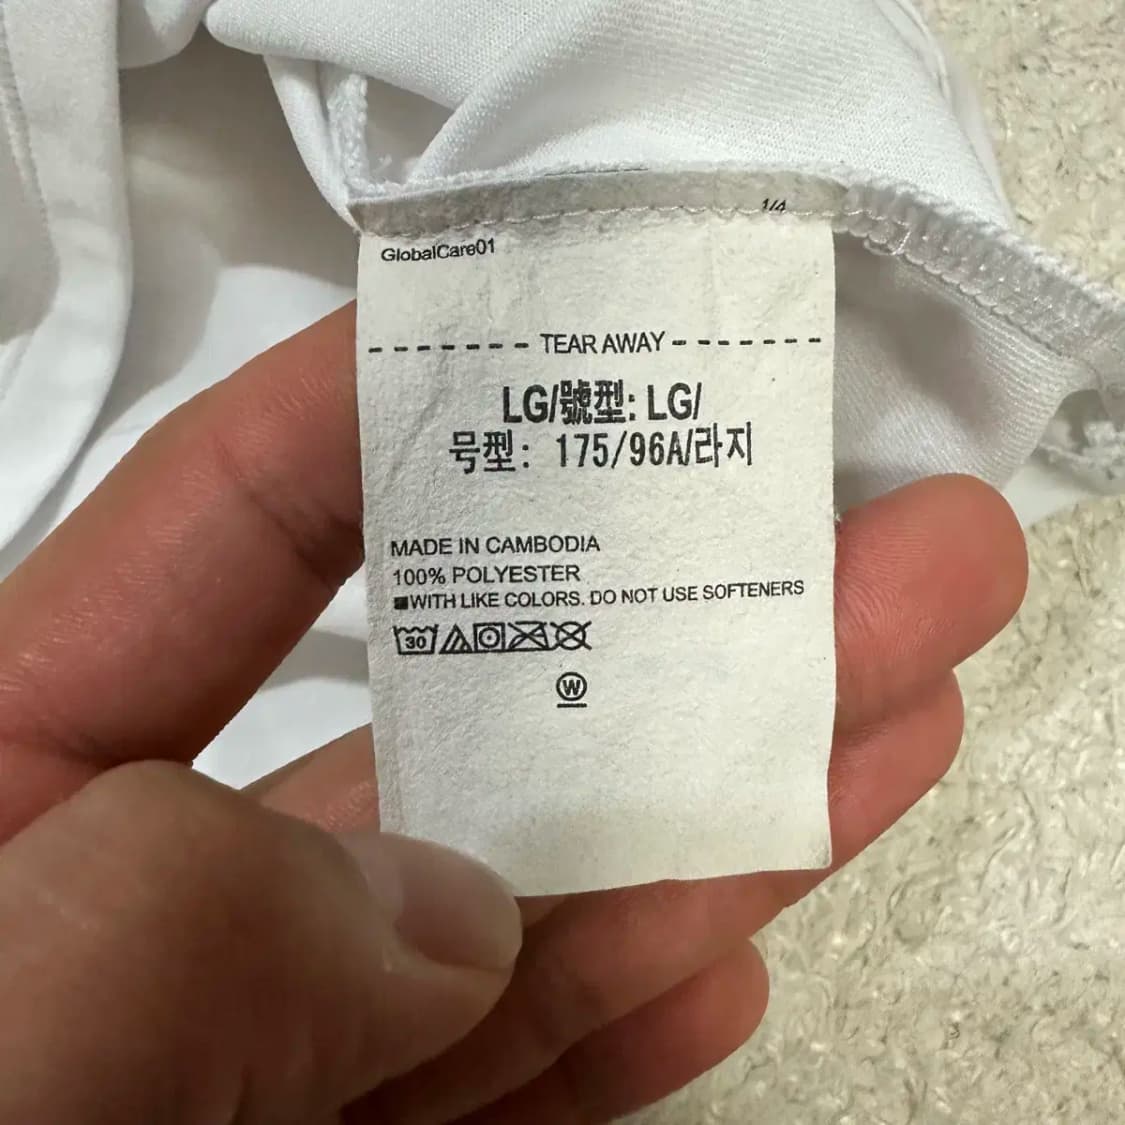 1/4
GlobalCare01
TEAR AWAY
LG/號型: LG/
号型: 175/96A/라지
MADE IN CAMBODIA
100% POLYESTER
WITH LIKE COLORS. DO NOT USE SOFTENERS
30
W